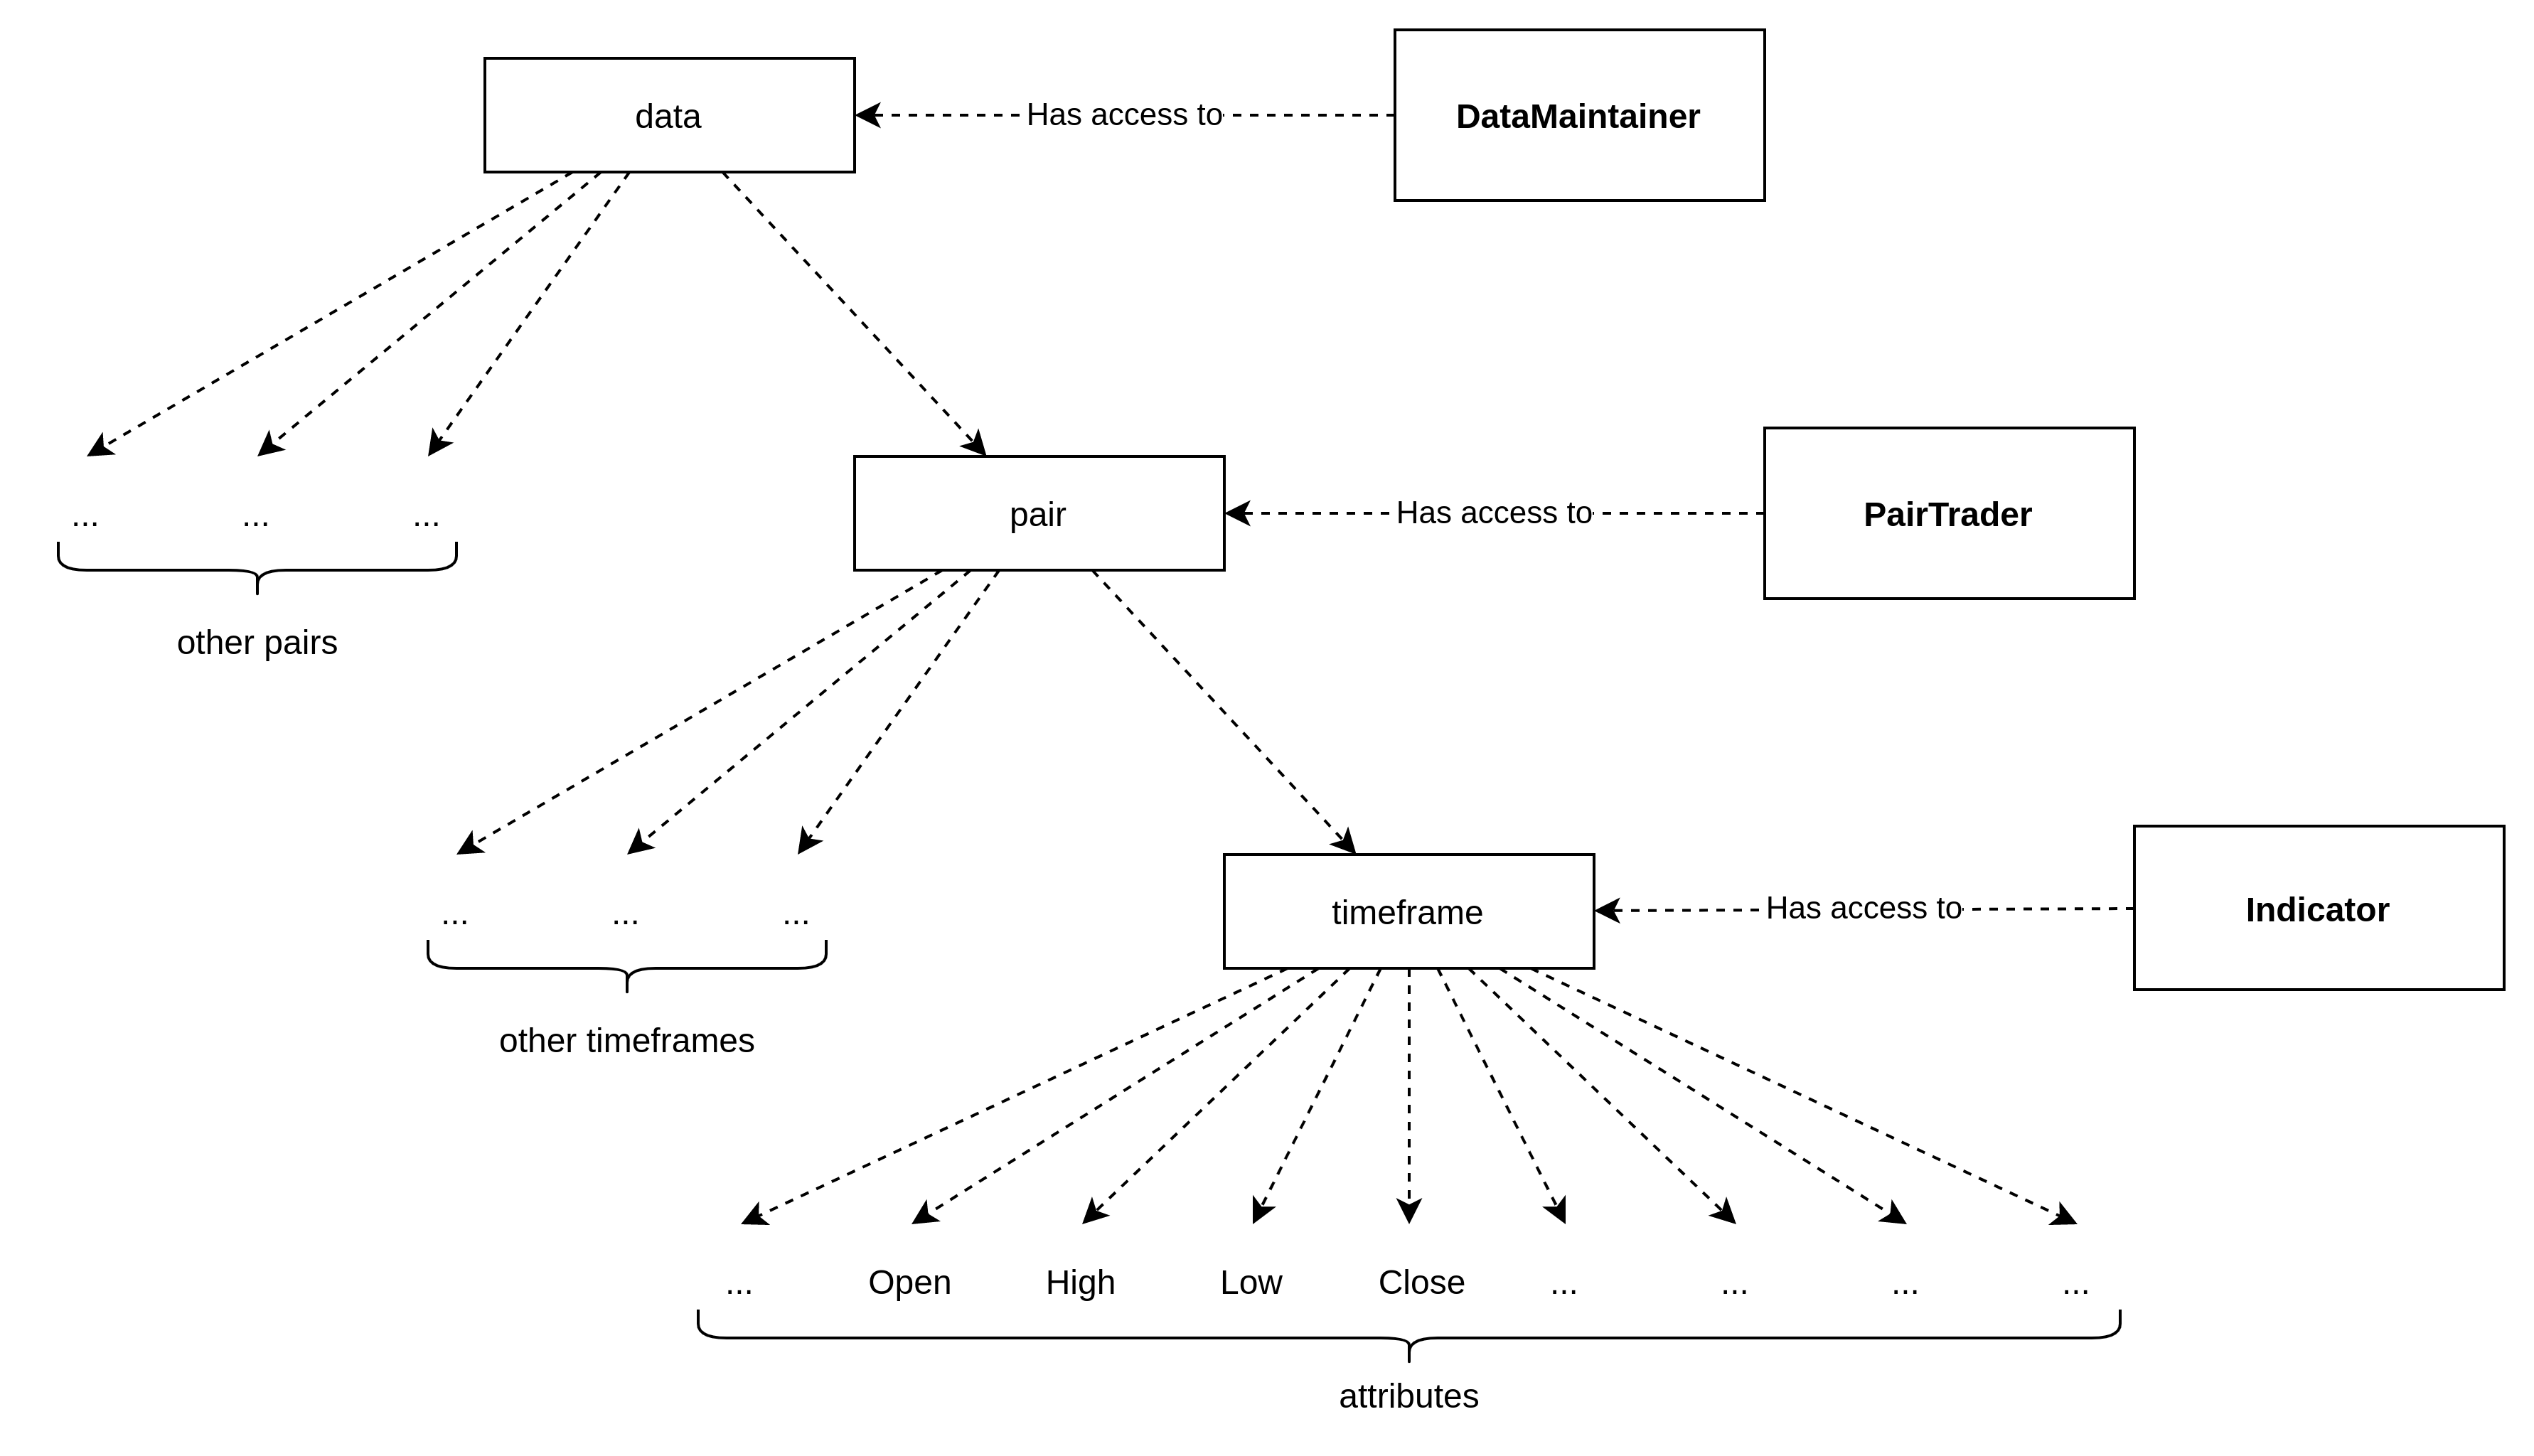 data
Has access to
DataMaintainer
... ... ...
other pairs
pair
Has access to
PairTrader
... ... ...
other timeframes
timeframe
Has access to
Indicator
... Open High Low Close ... ... ... ...
attributes